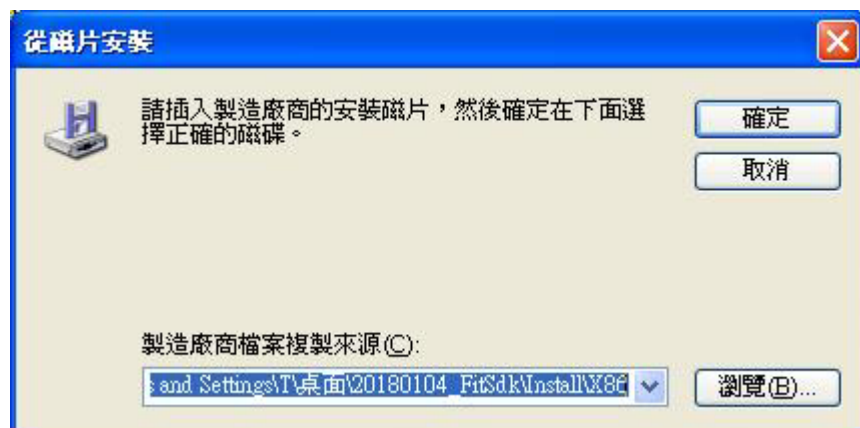 從磁片安裝
請插入製造廠商的安裝磁片，然後確定在下面選
擇正確的磁碟。
確定
取消
製造廠商檔案複製來源(C):
s and Settings\T\桌面\20180104_FitSdk\Install\X86
瀏覽(B)...